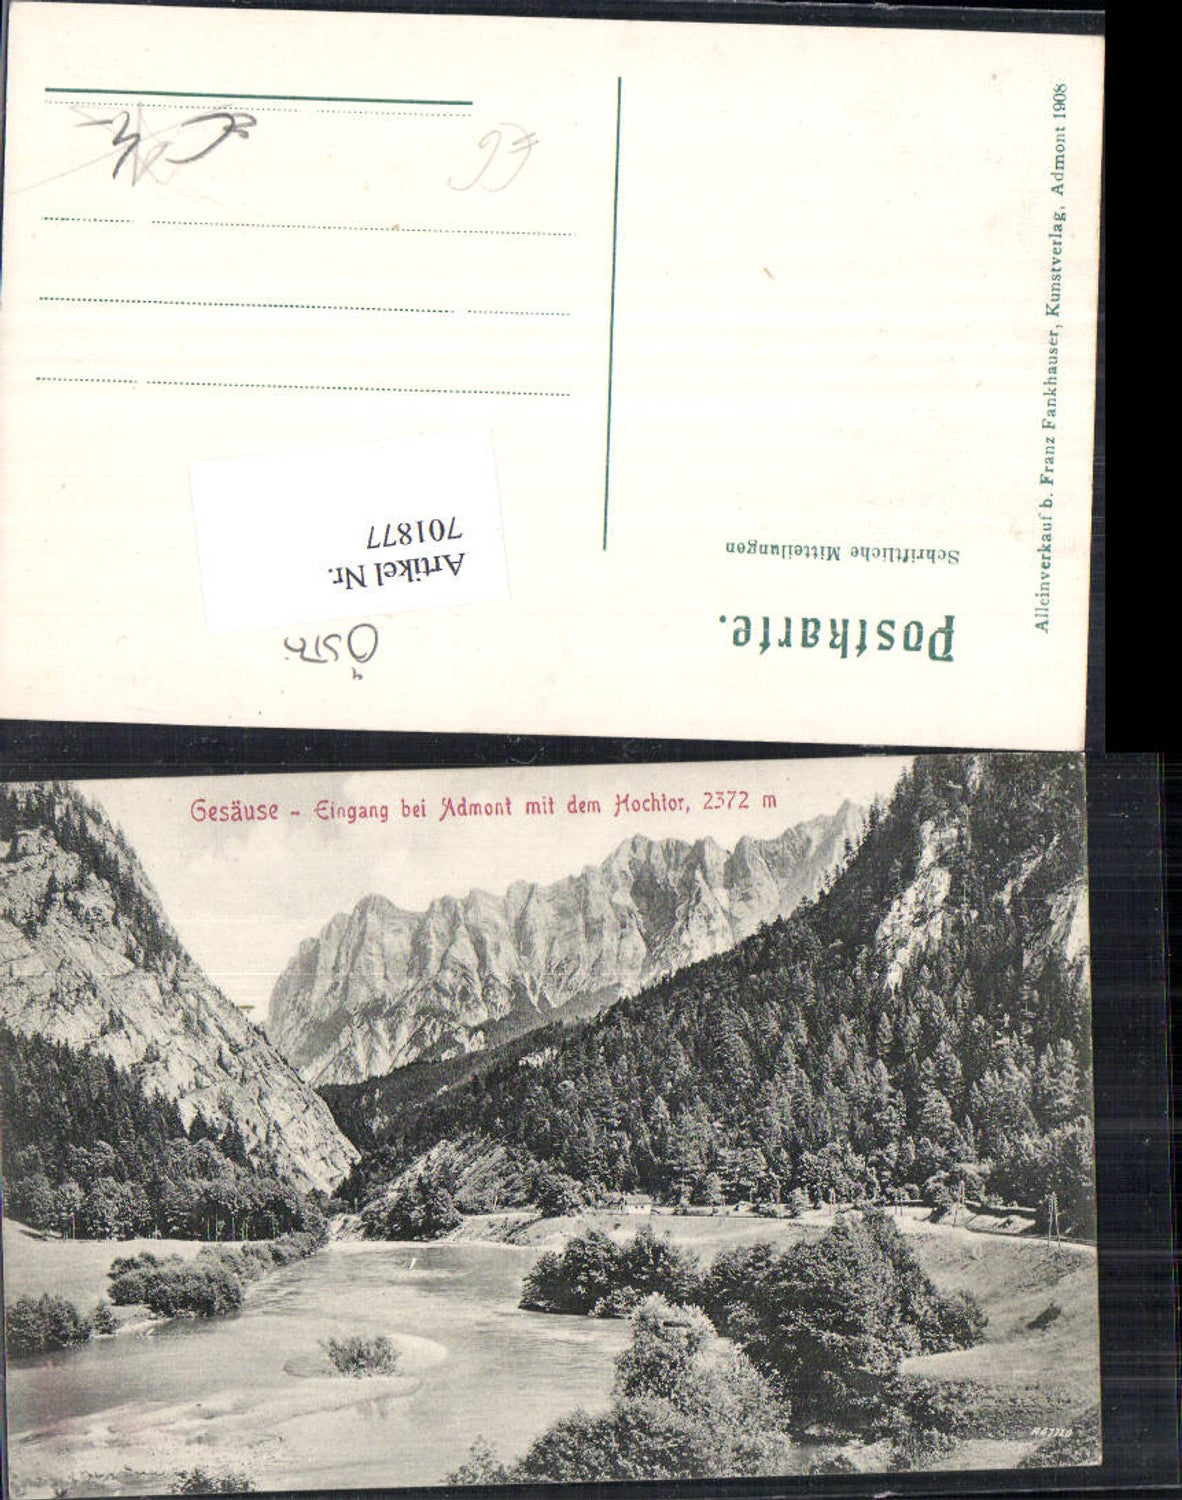 Postkarte.
Schriftliche Mitteilungen
Alleinverkauf b. Franz Fankhauser, Kunstverlag, Admont 1908
Artikel Nr.
701877
Gesäuse - Eingang bei Admont mit dem Hochtor, 2372 m